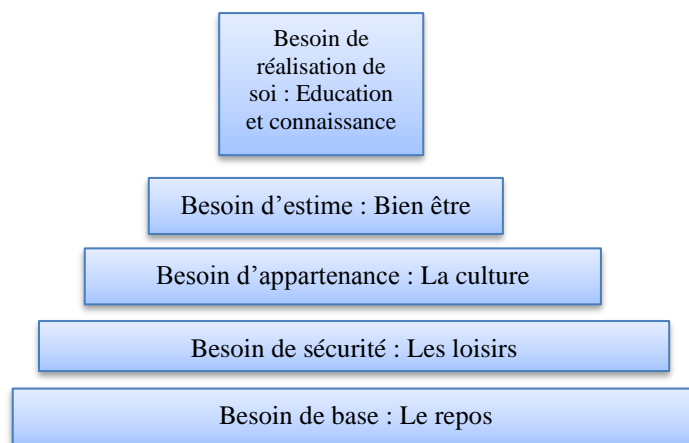 Besoin de
réalisation de
soi : Education
et connaissance
Besoin d’estime : Bien être
Besoin d’appartenance : La culture
Besoin de sécurité : Les loisirs
Besoin de base : Le repos